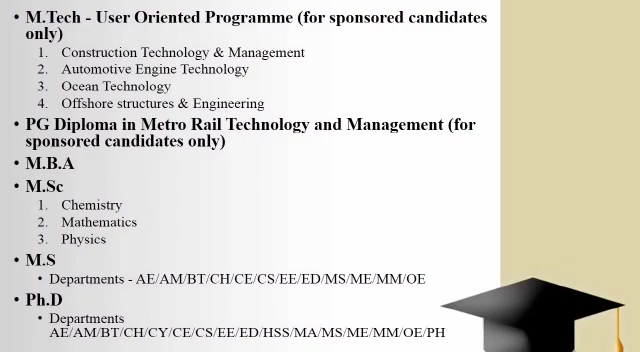 • M.Tech - User Oriented Programme (for sponsored candidates
only)
1. Construction Technology & Management
2. Automotive Engine Technology
3. Ocean Technology
4. Offshore structures & Engineering
• PG Diploma in Metro Rail Technology and Management (for
sponsored candidates only)
• M.B.A
• M.Sc
1. Chemistry
2. Mathematics
3. Physics
• M.S
• Departments - AE/AM/BT/CH/CE/CS/EE/ED/MS/ME/MM/OE
• Ph.D
• Departments
AE/AM/BT/CH/CY/CE/CS/EE/ED/HSS/MA/MS/ME/MM/OE/PH